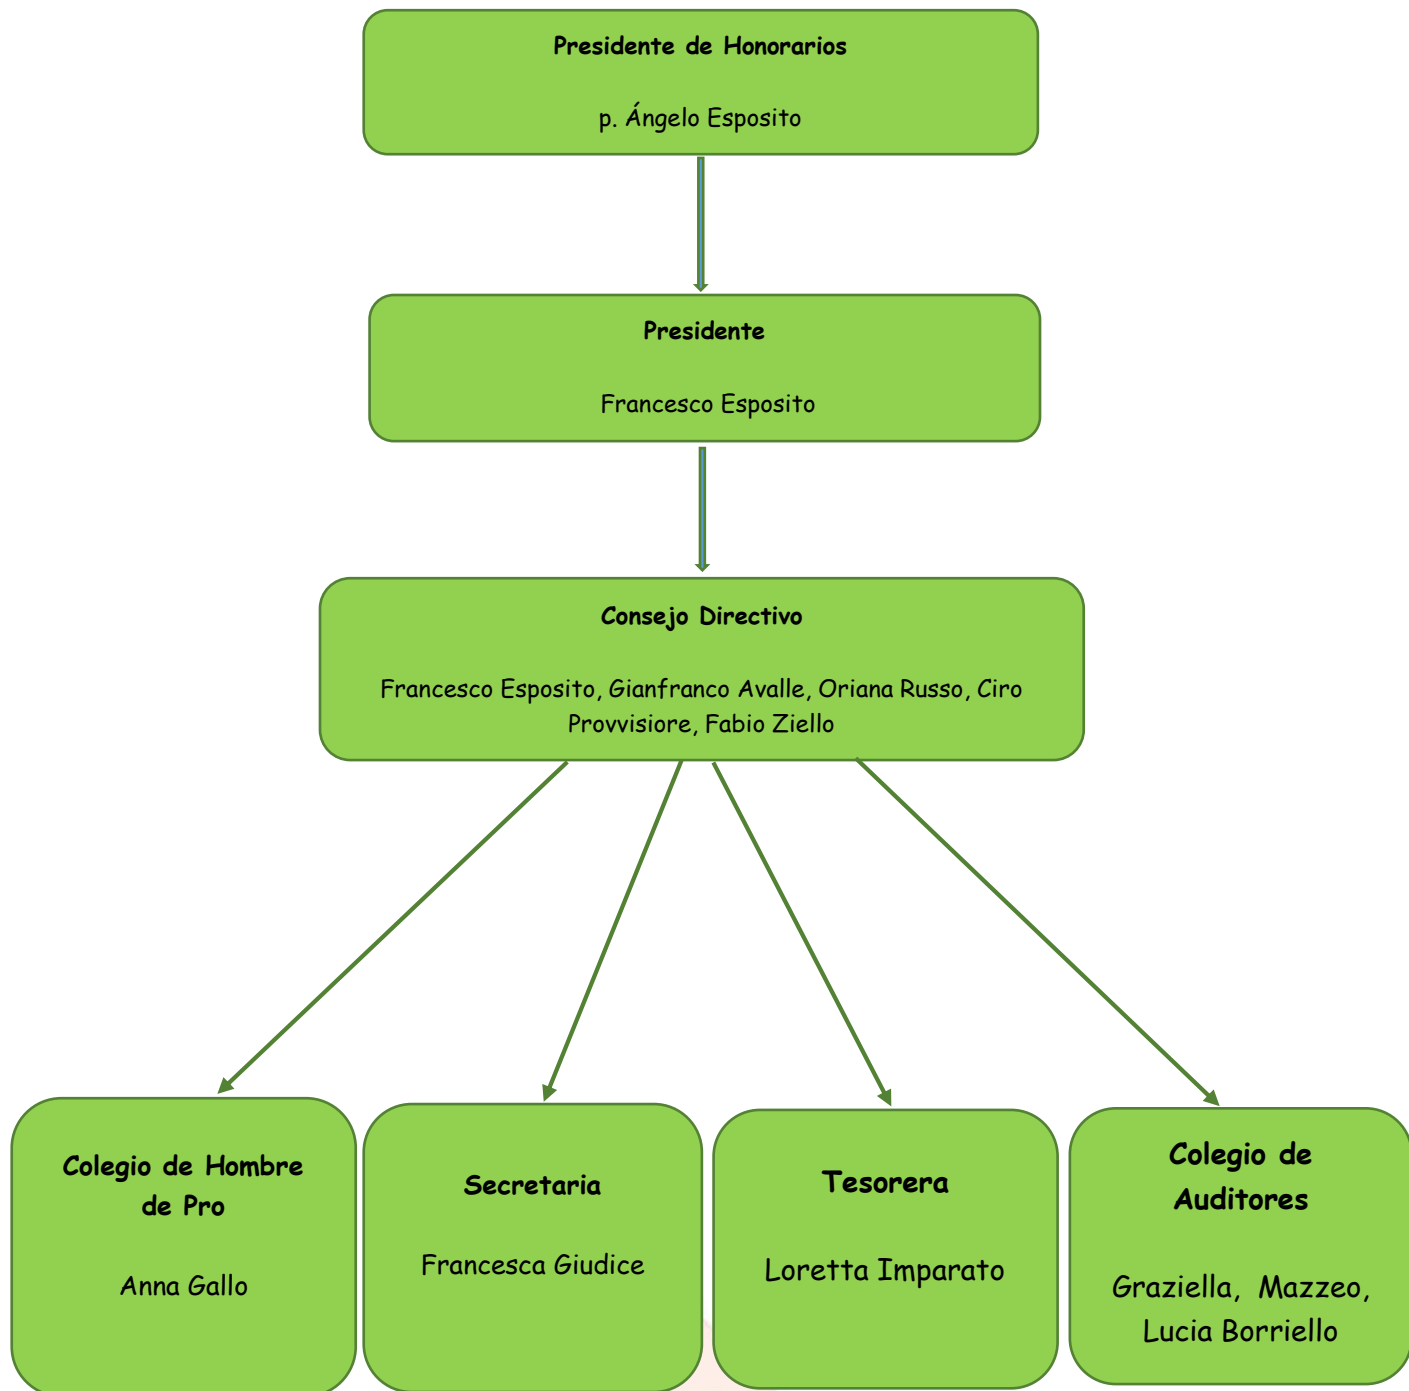 Presidente de Honorarios
p. Ángelo Esposito
Presidente
Francesco Esposito
Consejo Directivo
Francesco Esposito, Gianfranco Avalle, Oriana Russo, Ciro
Provvisiore, Fabio Ziello
Colegio de Hombre
de Pro
Anna Gallo
Secretaria
Francesca Giudice
Tesorera
Loretta Imparato
Colegio de
Auditores
Graziella, Mazzeo,
Lucia Borriello